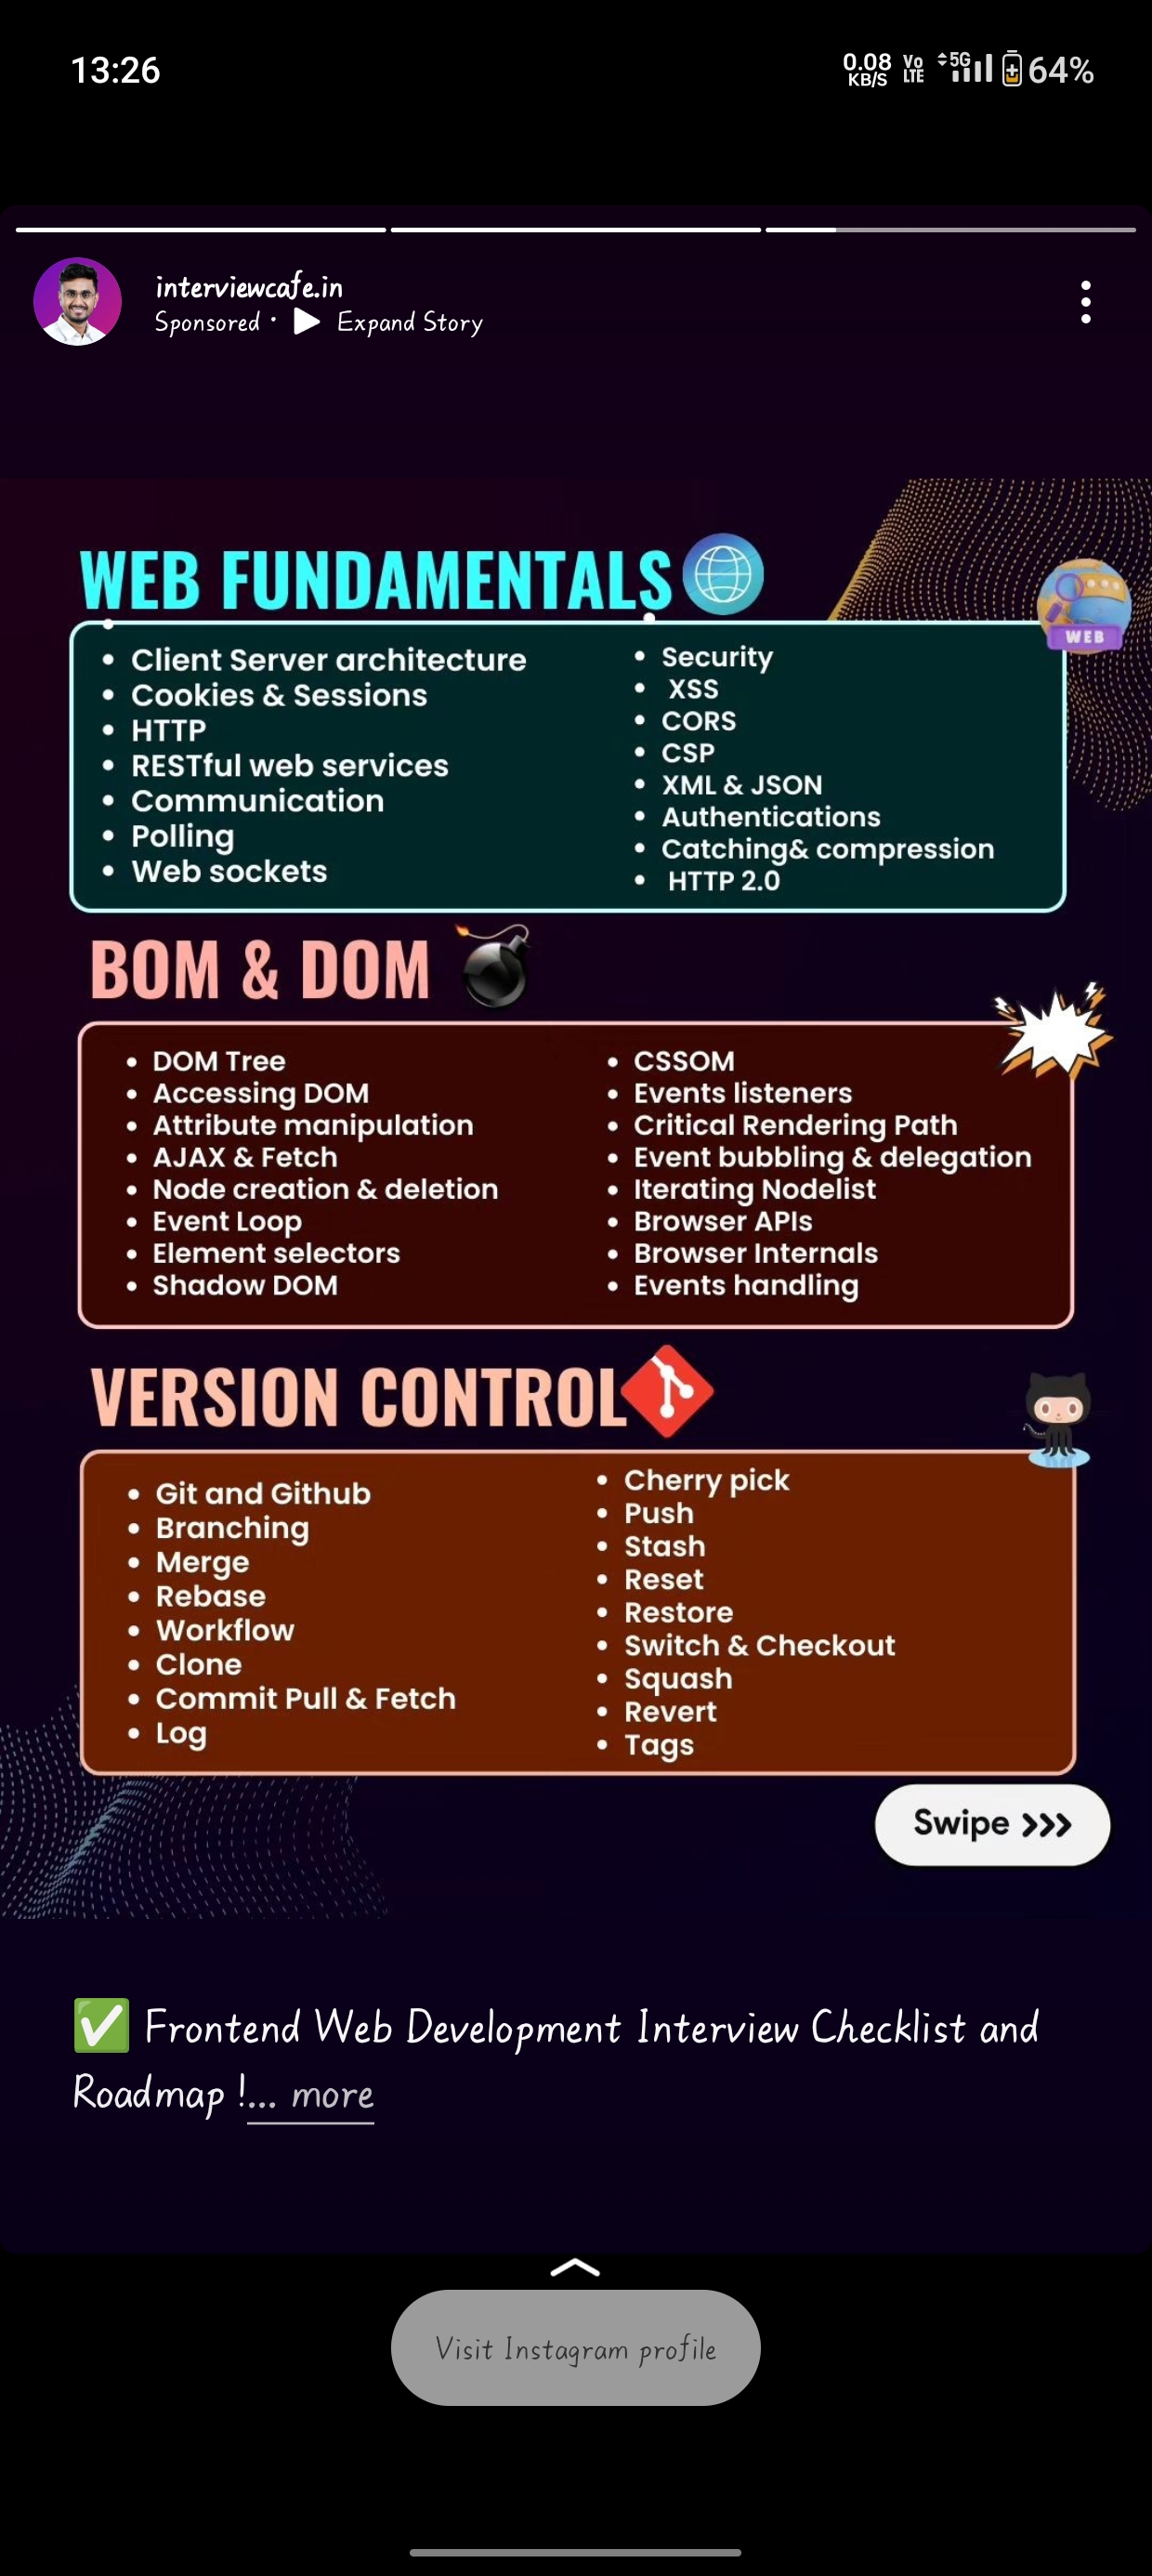 13:26
0.08 KB/S Vo LTE 5G 64%
interviewcafe.in
Sponsored · ▶ Expand Story
WEB FUNDAMENTALS
WEB
• Client Server architecture
• Cookies & Sessions
• HTTP
• RESTful web services
• Communication
• Polling
• Web sockets
• Security
• XSS
• CORS
• CSP
• XML & JSON
• Authentications
• Catching& compression
• HTTP 2.0
BOM & DOM
• DOM Tree
• Accessing DOM
• Attribute manipulation
• AJAX & Fetch
• Node creation & deletion
• Event Loop
• Element selectors
• Shadow DOM
• CSSOM
• Events listeners
• Critical Rendering Path
• Event bubbling & delegation
• Iterating Nodelist
• Browser APIs
• Browser Internals
• Events handling
VERSION CONTROL
• Git and Github
• Branching
• Merge
• Rebase
• Workflow
• Clone
• Commit Pull & Fetch
• Log
• Cherry pick
• Push
• Stash
• Reset
• Restore
• Switch & Checkout
• Squash
• Revert
• Tags
Swipe >>>
✅ Frontend Web Development Interview Checklist and
Roadmap !... more
Visit Instagram profile